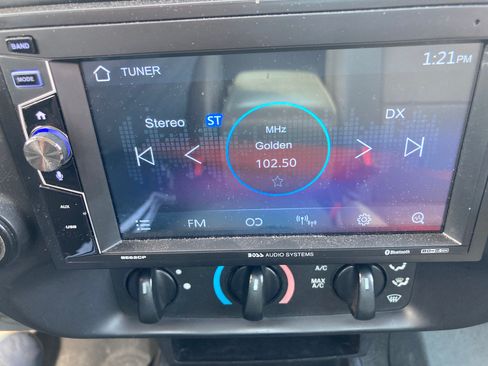 BAND
MODE
TUNER
1:21PM
Stereo ST
DX
MHz
Golden
102.50
FM
AUX
USB
BOSS AUDIO SYSTEMS
Bluetooth
A/C
MAX
A/C